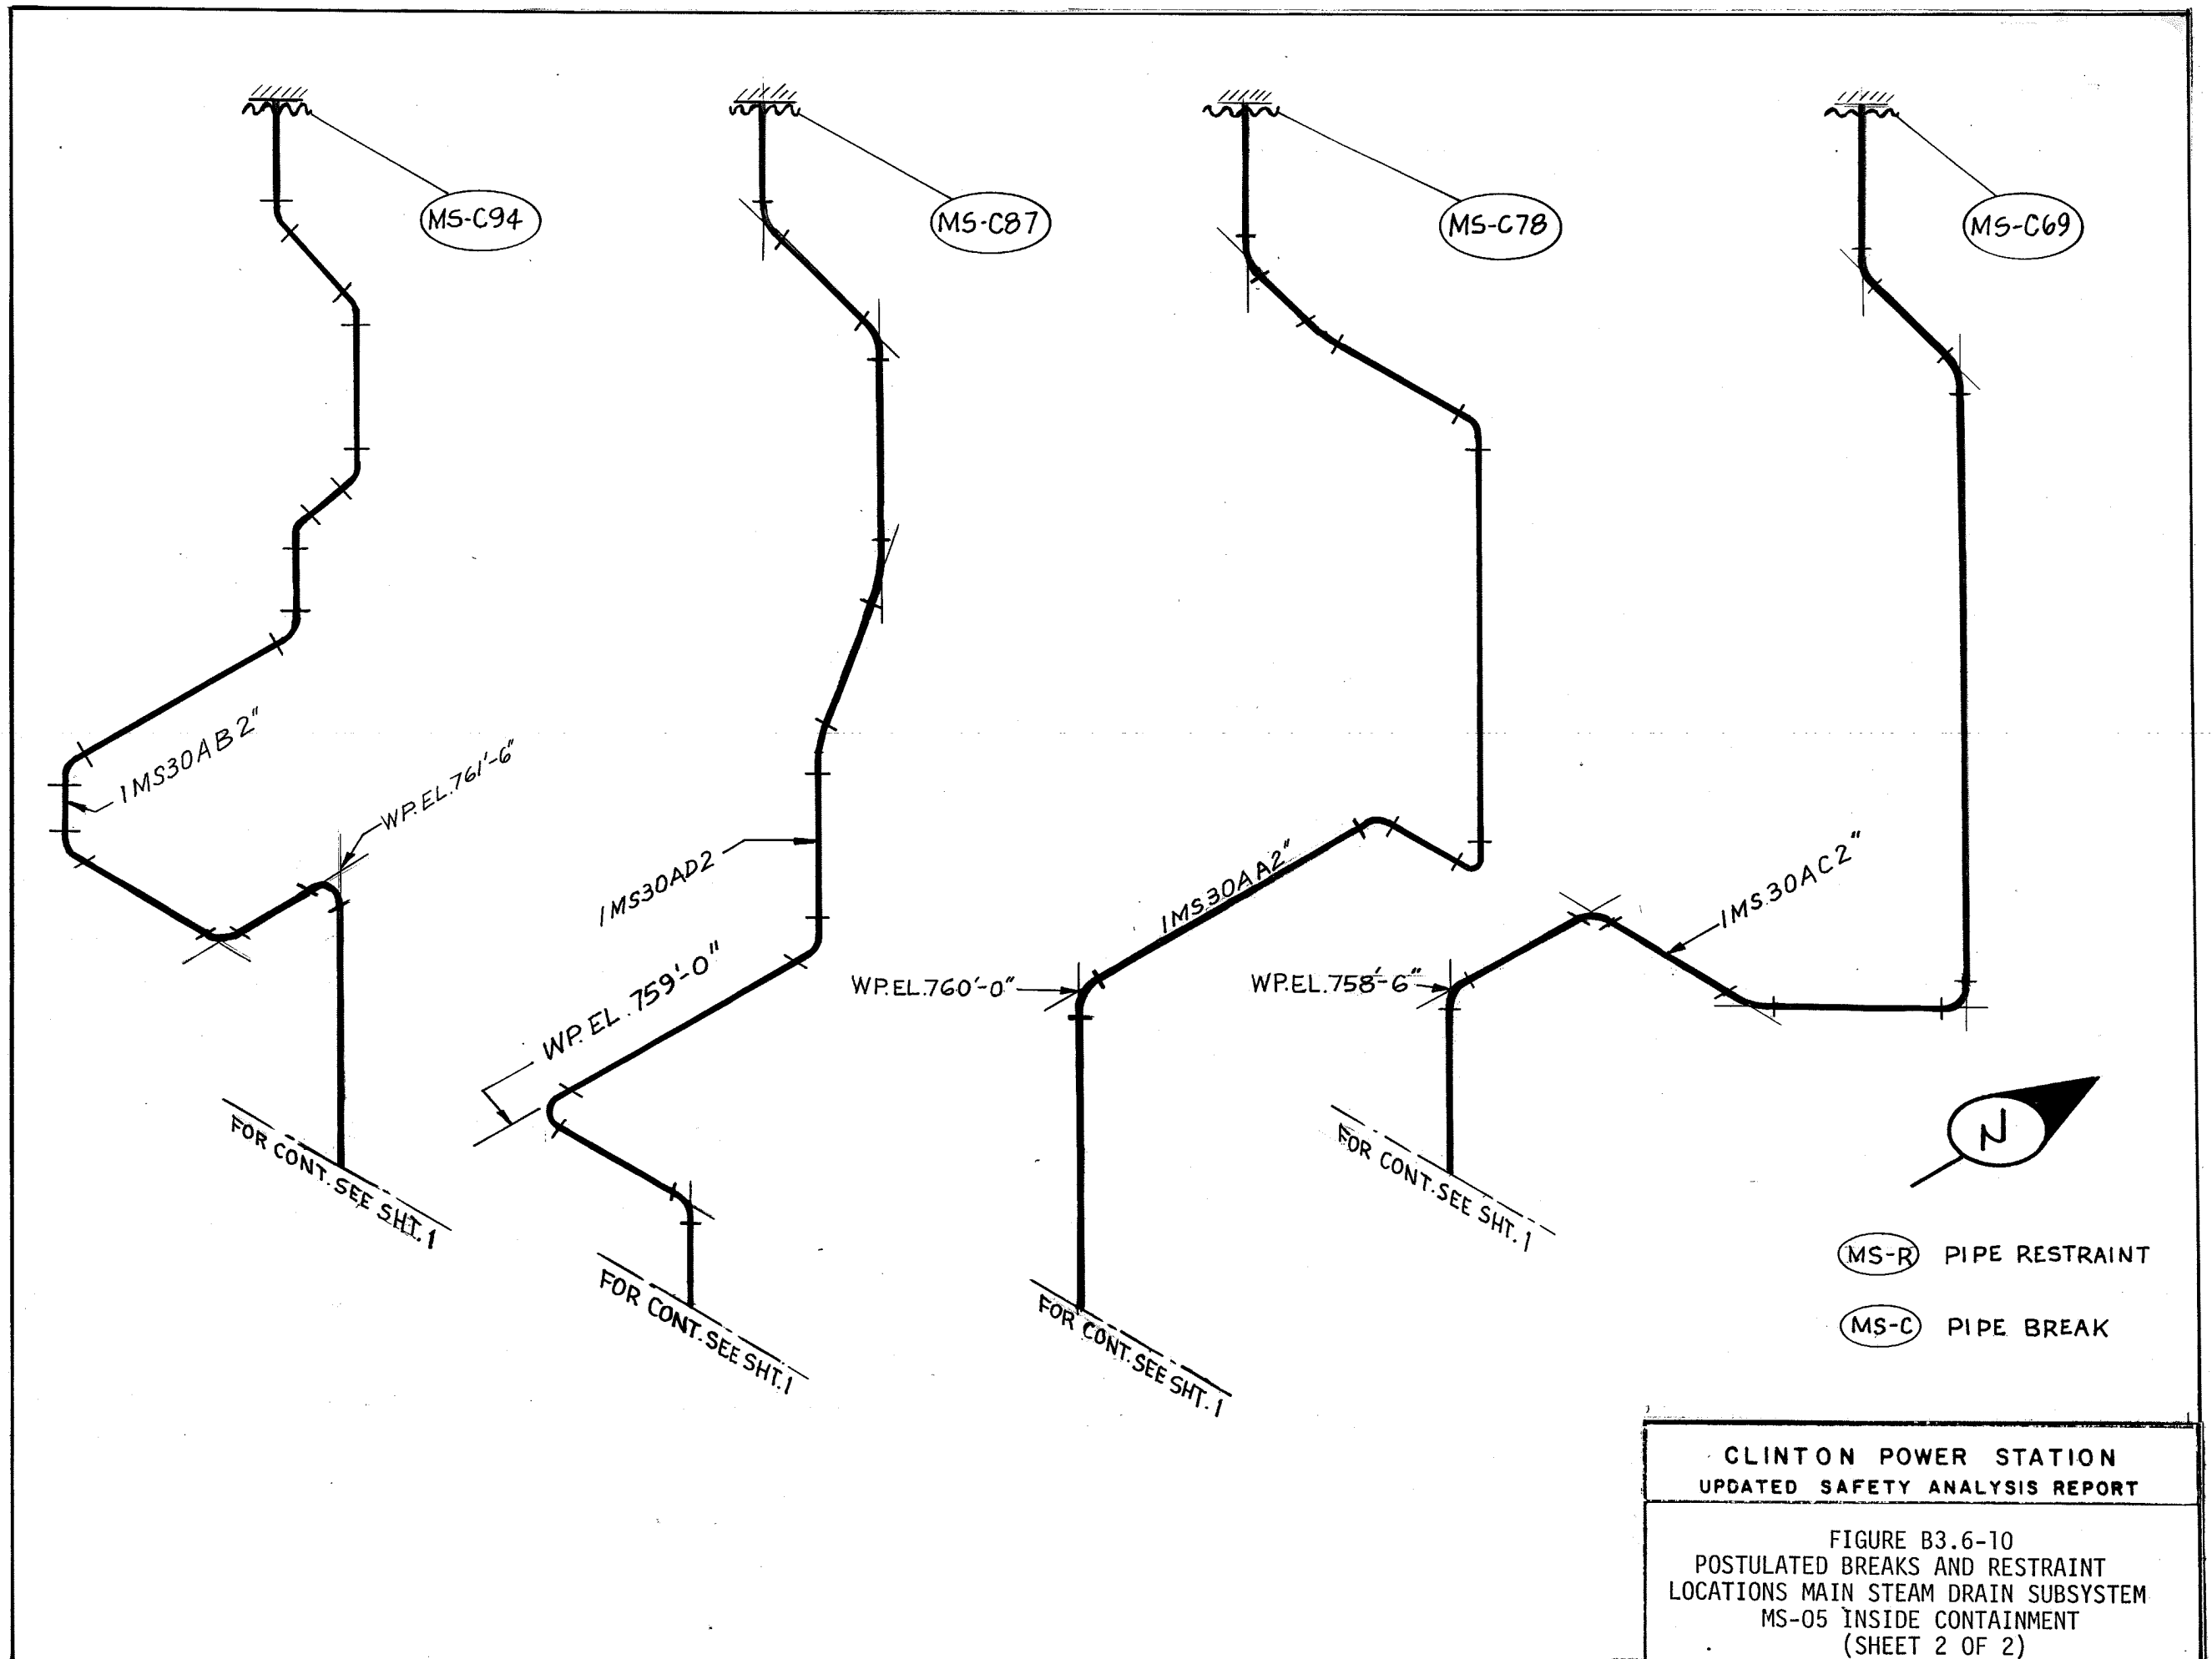 MS-C94
MS-C87
MS-C78
MS-C69
1MS30AB2"
WP.EL.761'-6"
1MS30AD2
WP.EL.759'-0"
1MS30AA2"
WP.EL.760'-0"
1MS30AC2"
WP.EL.758'-6"
FOR CONT. SEE SHT. 1
FOR CONT. SEE SHT. 1
FOR CONT. SEE SHT. 1
FOR CONT. SEE SHT. 1
N
MS-R PIPE RESTRAINT
MS-C PIPE BREAK
CLINTON POWER STATION
UPDATED SAFETY ANALYSIS REPORT
FIGURE B3.6-10
POSTULATED BREAKS AND RESTRAINT
LOCATIONS MAIN STEAM DRAIN SUBSYSTEM
MS-05 INSIDE CONTAINMENT
(SHEET 2 OF 2)